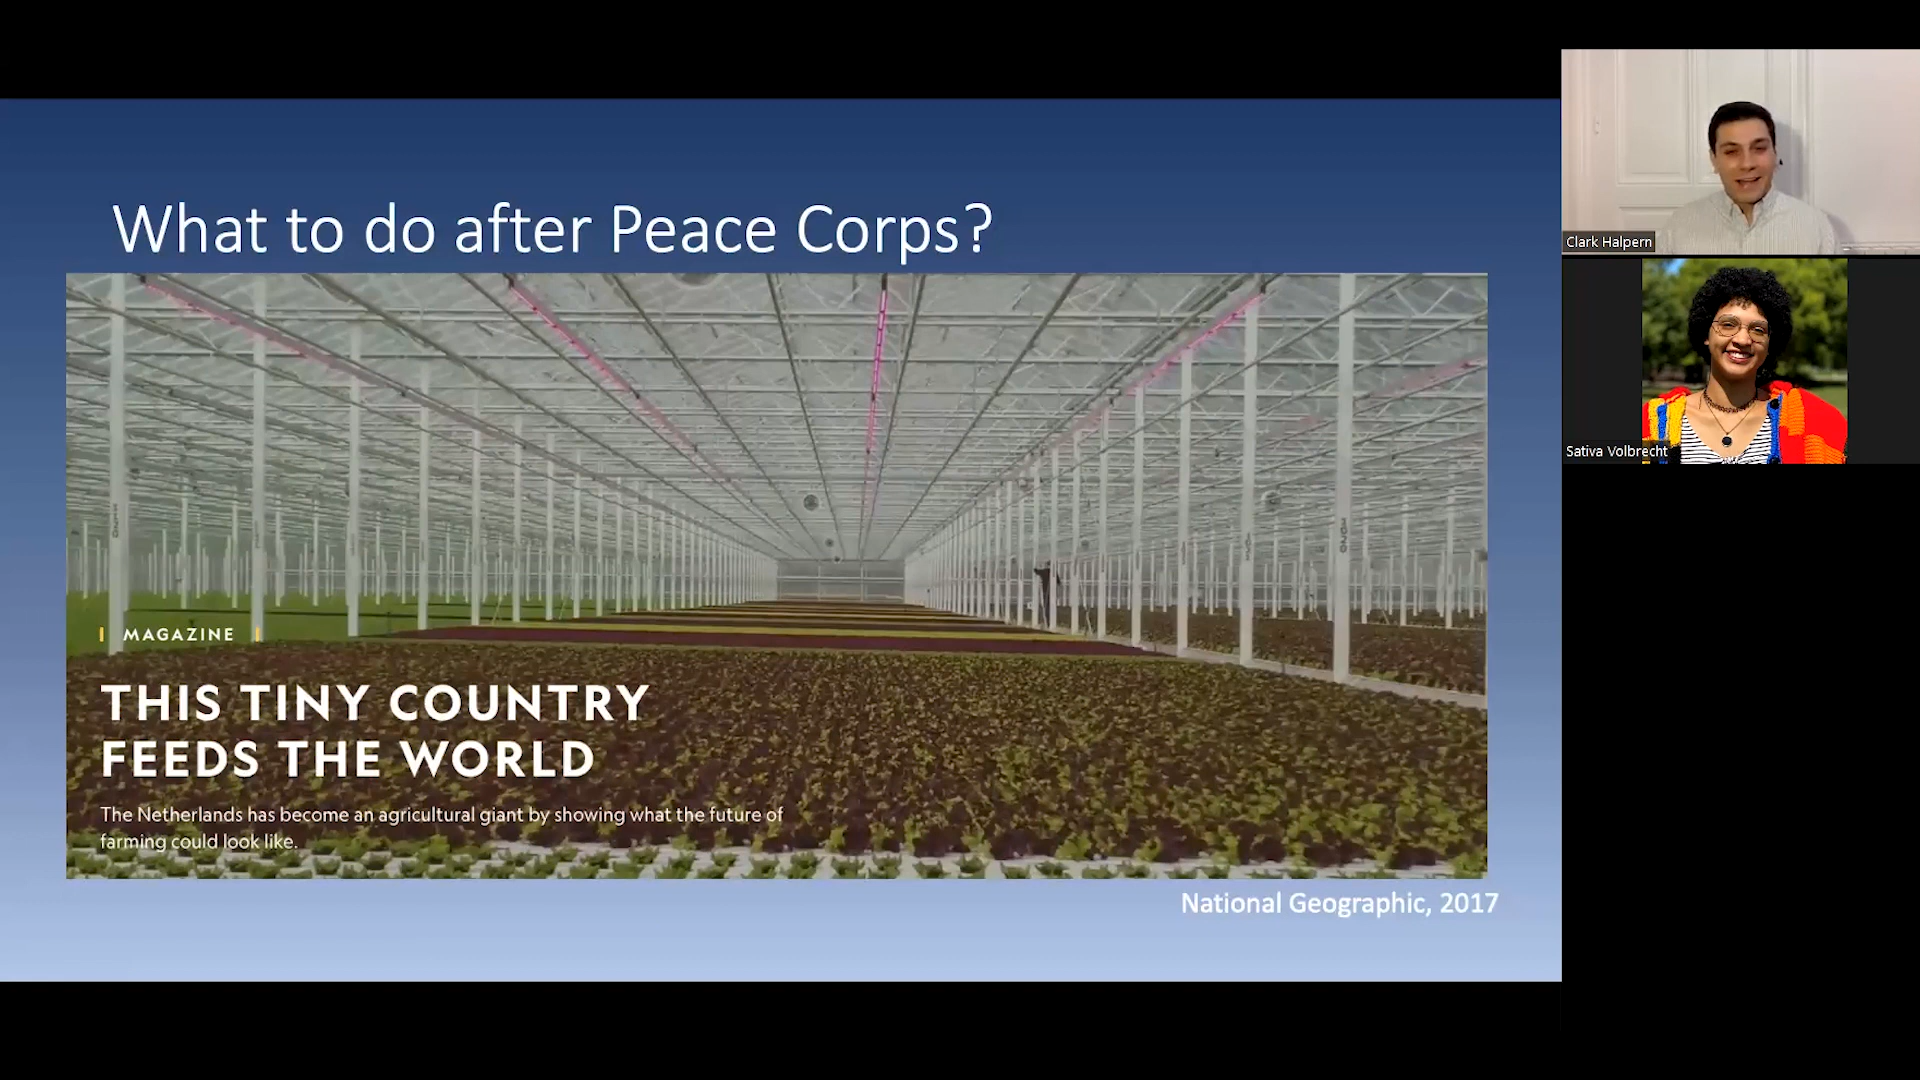 What to do after Peace Corps?
MAGAZINE
THIS TINY COUNTRY
FEEDS THE WORLD
The Netherlands has become an agricultural giant by showing what the future of
farming could look like.
National Geographic, 2017
Clark Halpern
Sativa Volbrecht